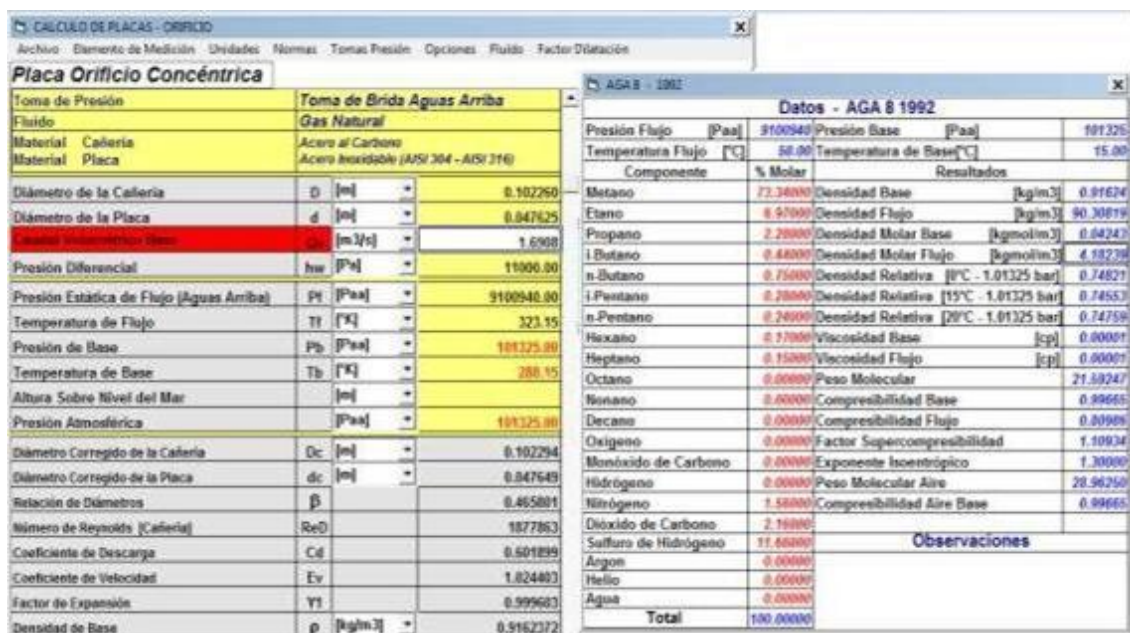 CALCULO DE PLACAS - ORIFICIO
Archivo Elemento de Medición Unidades Normas Tomas Presión Opciones Fluido Factor Dilatación
Placa Orificio Concéntrica
Toma de Presión Toma de Brida Aguas Arriba
Fluido Gas Natural
Material Cañería Acero al Carbono
Material Placa Acero Inoxidable (AISI 304 - AISI 316)
Diámetro de la Cañería D [m] 0.102260
Diámetro de la Placa d [m] 0.047625
[m3/s] 1.6908
Presión Diferencial hw [Pa] 11000.00
Presión Estática de Flujo (Aguas Arriba) Pf [Paa] 9100940.00
Temperatura de Flujo Tf [°K] 323.15
Presión de Base Pb [Paa] 101325.00
Temperatura de Base Tb [°K] 288.15
Altura Sobre Nivel del Mar [m]
Presión Atmosférica [Paa] 101325.00
Diámetro Corregido de la Cañería Dc [m] 0.102294
Diámetro Corregido de la Placa dc [m] 0.047649
Relación de Diámetros β 0.465801
Número de Reynolds [Cañería] ReD 1877863
Coeficiente de Descarga Cd 0.601899
Coeficiente de Velocidad Ev 1.024403
Factor de Expansión Y1 0.999683
Densidad de Base ρ [kg/m3] 0.9162372
AGA 8 - 1992
Datos - AGA 8 1992
Presión Flujo [Paa] 9100940 Presión Base [Paa] 101325
Temperatura Flujo [°C] 50.00 Temperatura de Base[°C] 15.00
Componente % Molar Resultados
Metano 73.34000 Densidad Base [kg/m3] 0.91624
Etano 6.97000 Densidad Flujo [kg/m3] 90.30819
Propano 2.28000 Densidad Molar Base [kgmol/m3] 0.04243
i-Butano 0.44000 Densidad Molar Flujo [kgmol/m3] 4.18239
n-Butano 0.75000 Densidad Relativa [0°C - 1.01325 bar] 0.74821
i-Pentano 0.28000 Densidad Relativa [15°C - 1.01325 bar] 0.74553
n-Pentano 0.24000 Densidad Relativa [20°C - 1.01325 bar] 0.74759
Hexano 0.17000 Viscosidad Base [cp] 0.00001
Heptano 0.15000 Viscosidad Flujo [cp] 0.00001
Octano 0.00000 Peso Molecular 21.59247
Nonano 0.00000 Compresibilidad Base 0.99665
Decano 0.00000 Compresibilidad Flujo
Oxígeno 0.00000 Factor Supercompresibilidad 1.10934
Monóxido de Carbono 0.00000 Exponente Isoentrópico 1.30000
Hidrógeno 0.00000 Peso Molecular Aire 28.96250
Nitrógeno 1.56000 Compresibilidad Aire Base 0.99665
Dióxido de Carbono 2.16000
Sulfuro de Hidrógeno 11.66000 Observaciones
Argon 0.00000
Helio 0.00000
Agua 0.00000
Total 100.00000